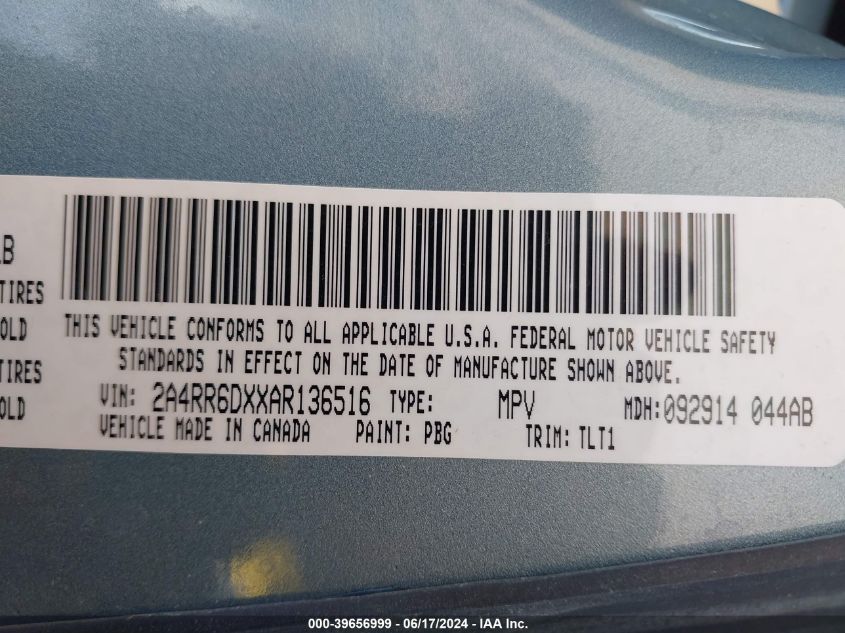 LB
TIRES
OLD
THIS VEHICLE CONFORMS TO ALL APPLICABLE U.S.A. FEDERAL MOTOR VEHICLE SAFETY
STANDARDS IN EFFECT ON THE DATE OF MANUFACTURE SHOWN ABOVE.
TIRES
OLD
VIN: 2A4RR6DXXAR136516 TYPE: MPV MDH:092914 044AB
VEHICLE MADE IN CANADA PAINT: PBG TRIM: TLT1
000-39656999 / 06/17/2024 - IAAI Inc.